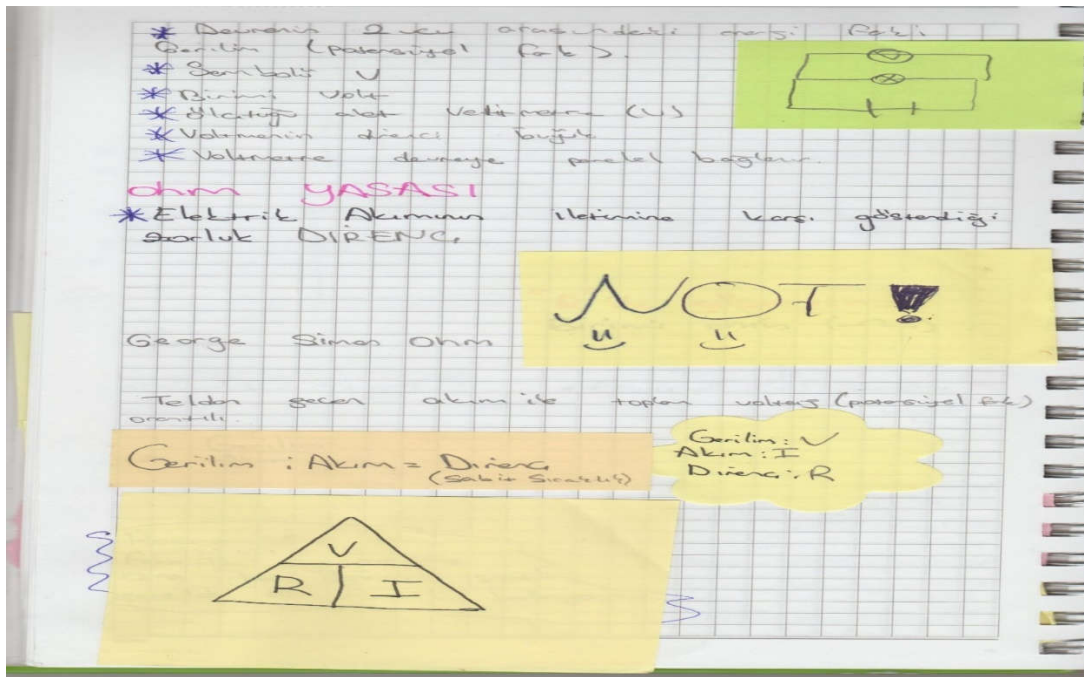 * Devrenin 2 ucu arasındaki enerji farkı
Gerilim (potansiyel fark)
* Sembolü V
* Birimi Volt
* ölçtüğü alet Voltmetre (V)
* Voltmenin direnci büyük
* Voltmetre devreye paralel bağlanır.
ohm YASASI
* Elektrik Akımının iletimine karşı gösterdiği
zorluk DİRENÇ
NOT !
George Simon Ohm
Telden geçen akım ile toplam voltaj (potansiyel fark)
orantılı.
Gerilim : Akım = Direnç
(Sabit Sıcaklık)
Gerilim : V
Akım : I
Direnç : R
V
R I